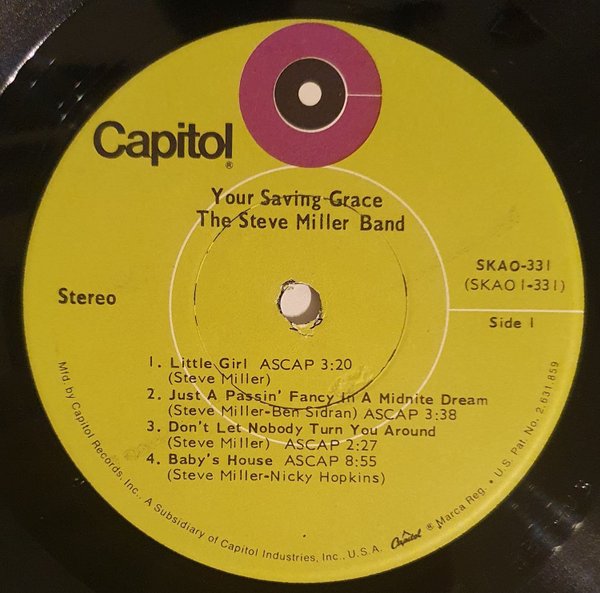 Capitol®
Your Saving Grace
The Steve Miller Band
Stereo
SKAO-331
(SKAO 1-331)
Side 1
1. Little Girl ASCAP 3:20
(Steve Miller)
2. Just A Passin' Fancy In A Midnite Dream
(Steve Miller-Ben Sidran) ASCAP 3:38
3. Don't Let Nobody Turn You Around
(Steve Miller) ASCAP 2:27
4. Baby's House ASCAP 8:55
(Steve Miller-Nicky Hopkins)
Mfd. by Capitol Records, Inc., A Subsidiary of Capitol Industries, Inc., U.S.A. Capitol ® Marca Reg. • U.S. Pat. No. 2,631,859